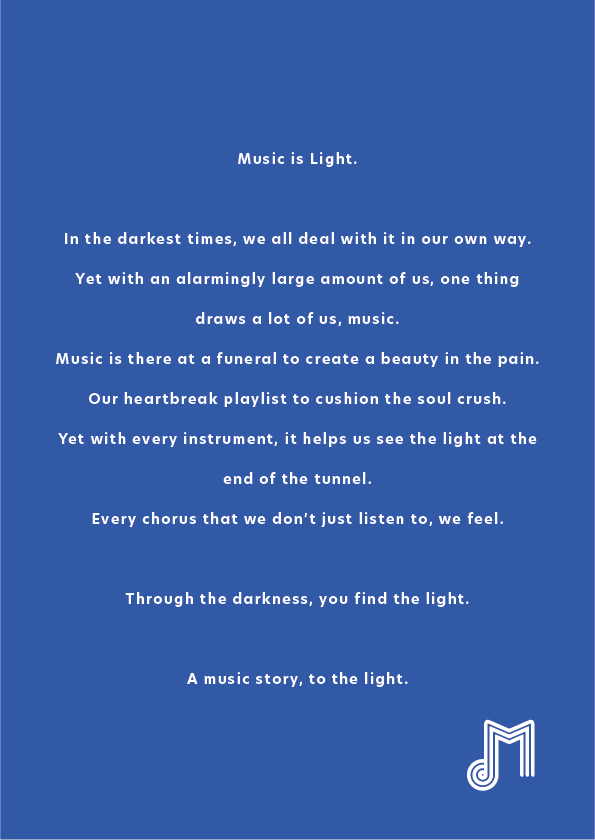 Music is Light.
In the darkest times, we all deal with it in our own way.
Yet with an alarmingly large amount of us, one thing
draws a lot of us, music.
Music is there at a funeral to create a beauty in the pain.
Our heartbreak playlist to cushion the soul crush.
Yet with every instrument, it helps us see the light at the
end of the tunnel.
Every chorus that we don’t just listen to, we feel.
Through the darkness, you find the light.
A music story, to the light.